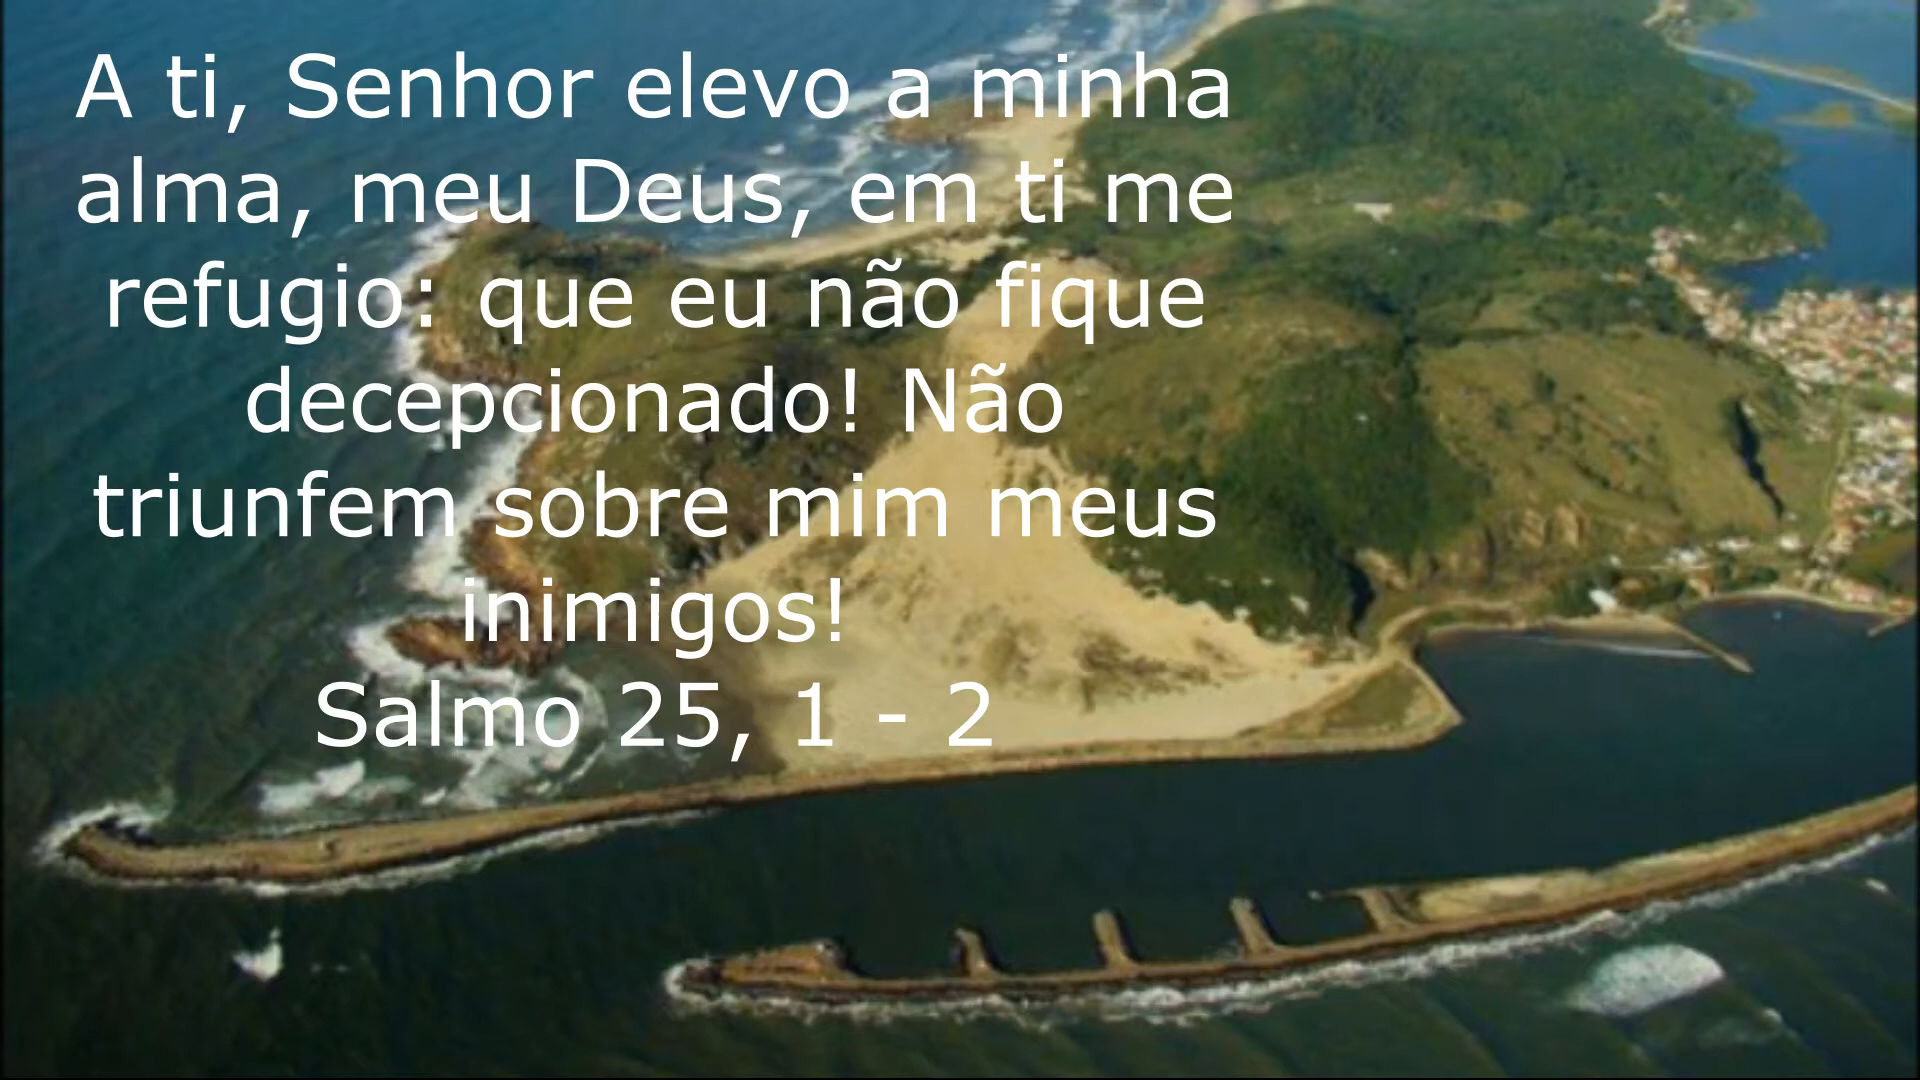 A ti, Senhor elevo a minha
alma, meu Deus, em ti me
refugio: que eu não fique
decepcionado! Não
triunfem sobre mim meus
inimigos!
Salmo 25, 1 - 2